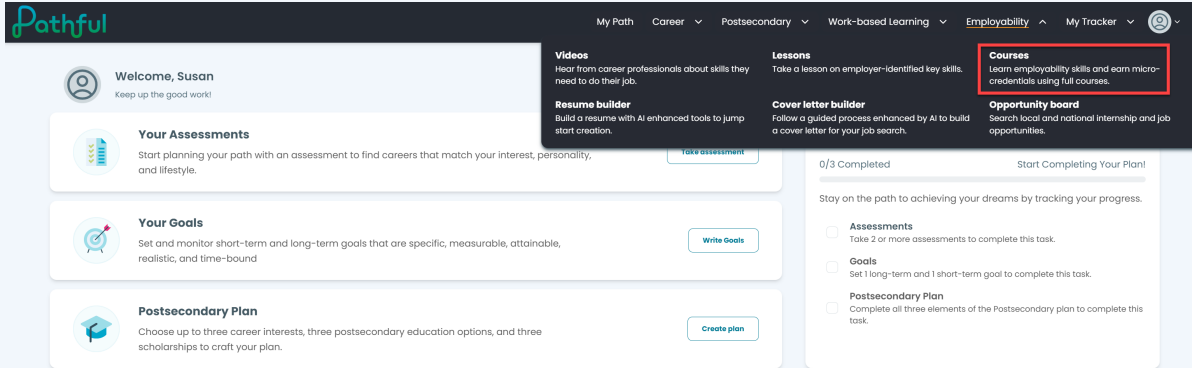 Pathful
My Path Career Postsecondary Work-based Learning Employability My Tracker
Videos
Hear from career professionals about skills they
need to do their job.
Lessons
Take a lesson on employer-identified key skills.
Courses
Learn employability skills and earn micro-
credentials using full courses.
Resume builder
Build a resume with AI enhanced tools to jump
start creation.
Cover letter builder
Follow a guided process enhanced by AI to build
a cover letter for your job search.
Opportunity board
Search local and national internship and job
opportunities.
Welcome, Susan
Keep up the good work!
Your Assessments
Start planning your path with an assessment to find careers that match your interest, personality,
and lifestyle.
Take assessment
Your Goals
Set and monitor short-term and long-term goals that are specific, measurable, attainable,
realistic, and time-bound
Write Goals
Postsecondary Plan
Choose up to three career interests, three postsecondary education options, and three
scholarships to craft your plan.
Create plan
0/3 Completed Start Completing Your Plan!
Stay on the path to achieving your dreams by tracking your progress.
Assessments
Take 2 or more assessments to complete this task.
Goals
Set 1 long-term and 1 short-term goal to complete this task.
Postsecondary Plan
Complete all three elements of the Postsecondary plan to complete this
task.